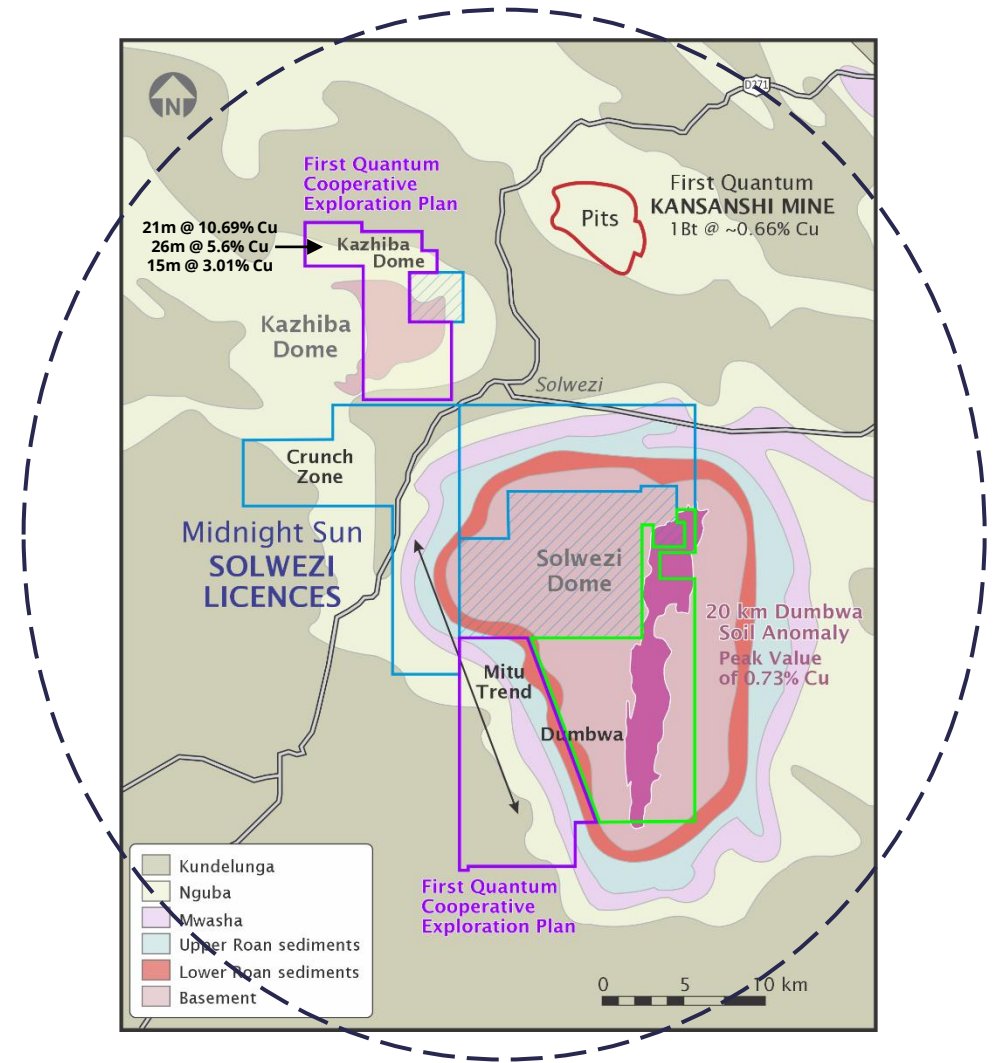 N
D271
First Quantum
Cooperative
Exploration Plan
21m @ 10.69% Cu
26m @ 5.6% Cu
15m @ 3.01% Cu
Kazhiba
Dome
Kazhiba
Dome
Pits
First Quantum
KANSANSHI MINE
1Bt @ ~0.66% Cu
Solwezi
Crunch
Zone
Midnight Sun
SOLWEZI
LICENCES
Solwezi
Dome
20 km Dumbwa
Soil Anomaly
Peak Value
of 0.73% Cu
Mitu
Trend
Dumbwa
First Quantum
Cooperative
Exploration Plan
Kundelunga
Nguba
Mwasha
Upper Roan sediments
Lower Roan sediments
Basement
0 5 10 km